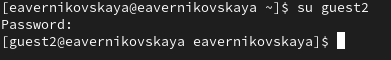 [eavernikovskaya@eavernikovskaya ~]$ su guest2
Password:
[guest2@eavernikovskaya eavernikovskaya]$